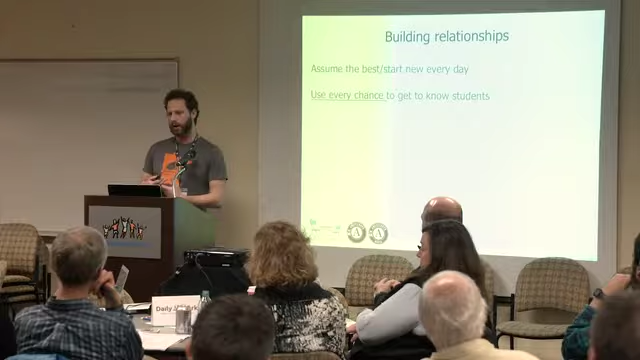 Building relationships
Assume the best/start new every day
Use every chance to get to know students